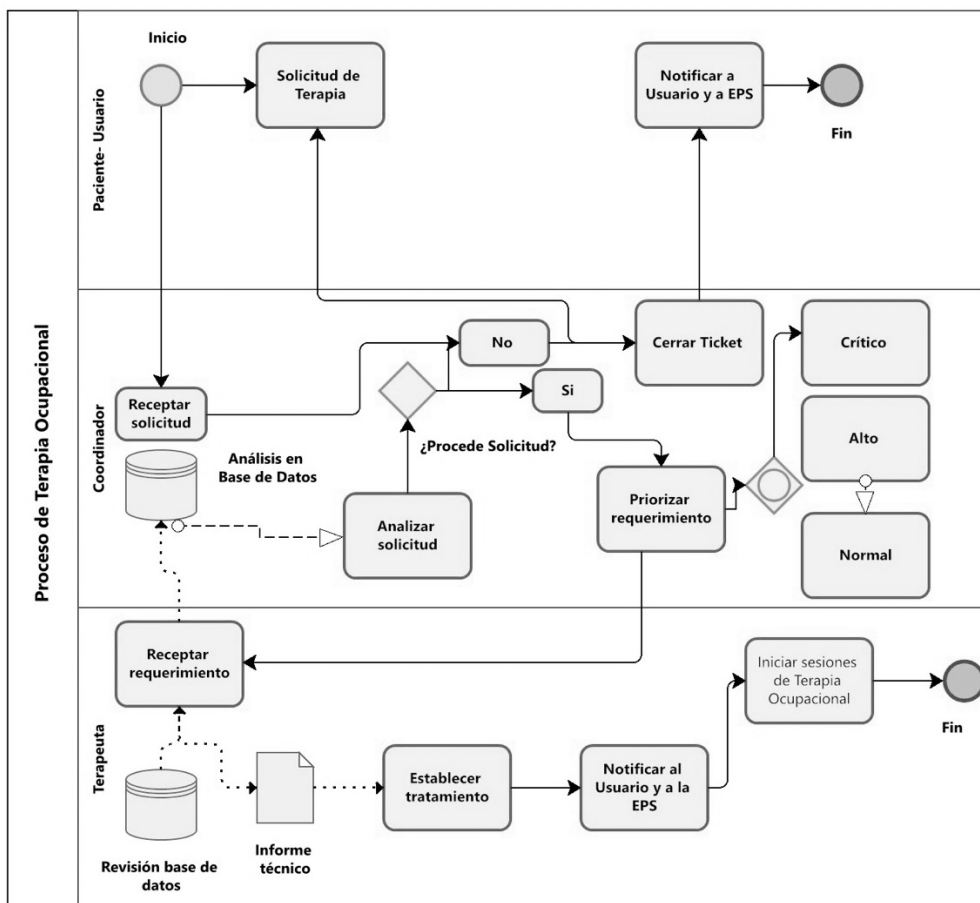 Proceso de Terapia Ocupacional
Paciente- Usuario
Inicio
Solicitud de
Terapia
Notificar a
Usuario y a EPS
Fin
Coordinador
Receptar
solicitud
No
Si
Cerrar Ticket
Crítico
¿Procede Solicitud?
Alto
Análisis en
Base de Datos
Analizar
solicitud
Priorizar
requerimiento
Normal
Terapeuta
Receptar
requerimiento
Iniciar sesiones
de Terapia
Ocupacional
Fin
Establecer
tratamiento
Notificar al
Usuario y a la
EPS
Revisión base de
datos
Informe
técnico